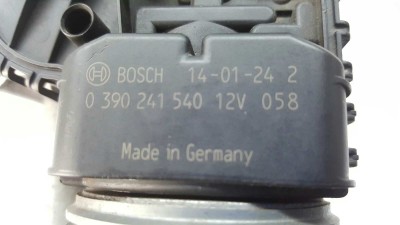 BOSCH 14-01-24 2
0 390 241 540 12V 058
Made in Germany